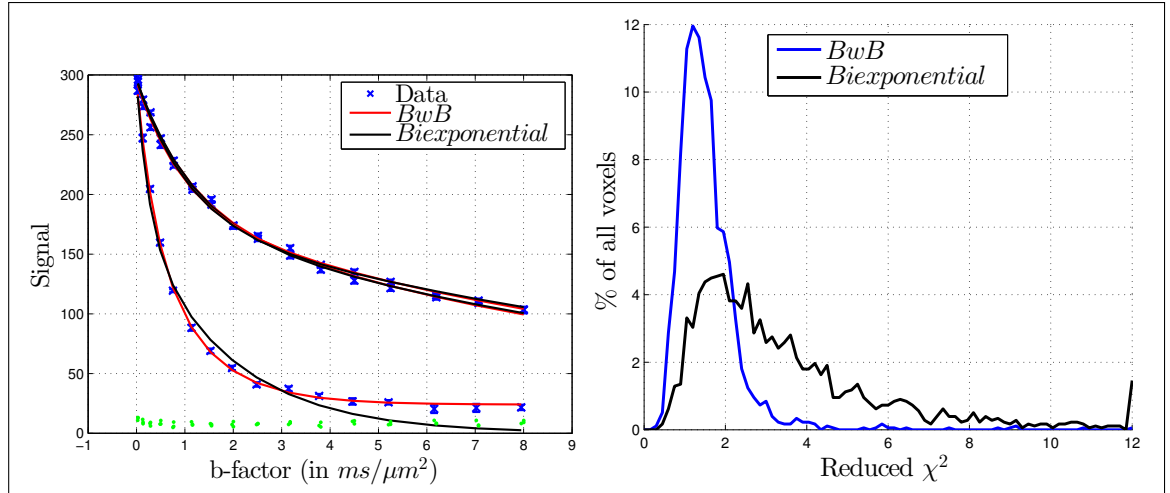 300
250
200
150
100
50
0
-1 0 1 2 3 4 5 6 7 8 9
Signal
b-factor (in ms/μm²)
Data
BwB
Biexponential
12
10
8
6
4
2
0
0 2 4 6 8 10 12
% of all voxels
Reduced χ²
BwB
Biexponential